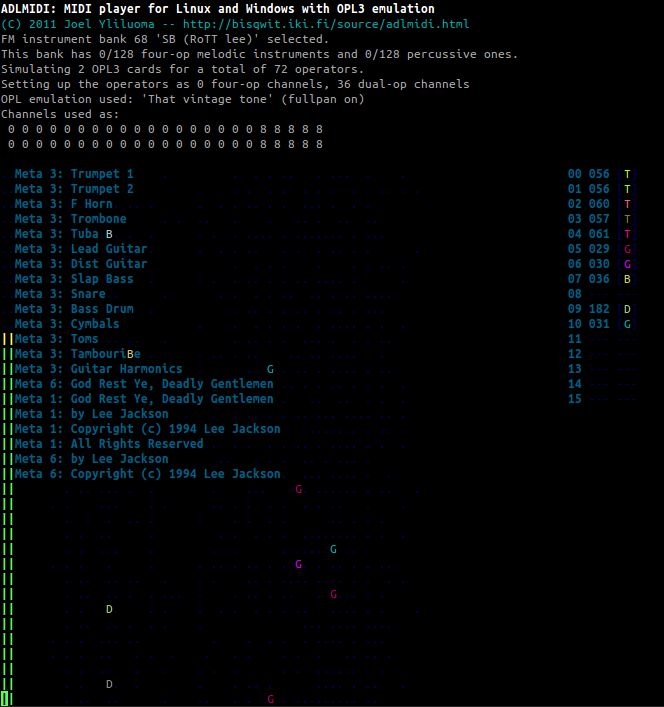 ADLMIDI: MIDI player for Linux and Windows with OPL3 emulation
(C) 2011 Joel Yliluoma -- http://bisqwit.iki.fi/source/adlmidi.html
FM instrument bank 68 'SB (RoTT lee)' selected.
This bank has 0/128 four-op melodic instruments and 0/128 percussive ones.
Simulating 2 OPL3 cards for a total of 72 operators.
Setting up the operators as 0 four-op channels, 36 dual-op channels
OPL emulation used: 'That vintage tone' (fullpan on)
Channels used as:
0 0 0 0 0 0 0 0 0 0 0 0 0 0 0 0 0 0 8 8 8 8 8
0 0 0 0 0 0 0 0 0 0 0 0 0 0 0 0 0 0 8 8 8 8 8
Meta 3: Trumpet 1 00 056 T
Meta 3: Trumpet 2 01 056 T
Meta 3: F Horn 02 060 T
Meta 3: Trombone 03 057 T
Meta 3: Tuba B 04 061 T
Meta 3: Lead Guitar 05 029 G
Meta 3: Dist Guitar 06 030 G
Meta 3: Slap Bass 07 036 B
Meta 3: Snare 08
Meta 3: Bass Drum 09 182 D
Meta 3: Cymbals 10 031 G
Meta 3: Toms 11
Meta 3: TambouriBe 12
Meta 3: Guitar Harmonics G 13
Meta 6: God Rest Ye, Deadly Gentlemen 14
Meta 1: God Rest Ye, Deadly Gentlemen 15
Meta 1: by Lee Jackson
Meta 1: Copyright (c) 1994 Lee Jackson
Meta 1: All Rights Reserved
Meta 6: by Lee Jackson
Meta 6: Copyright (c) 1994 Lee Jackson
G
G
G
G
D
D
G